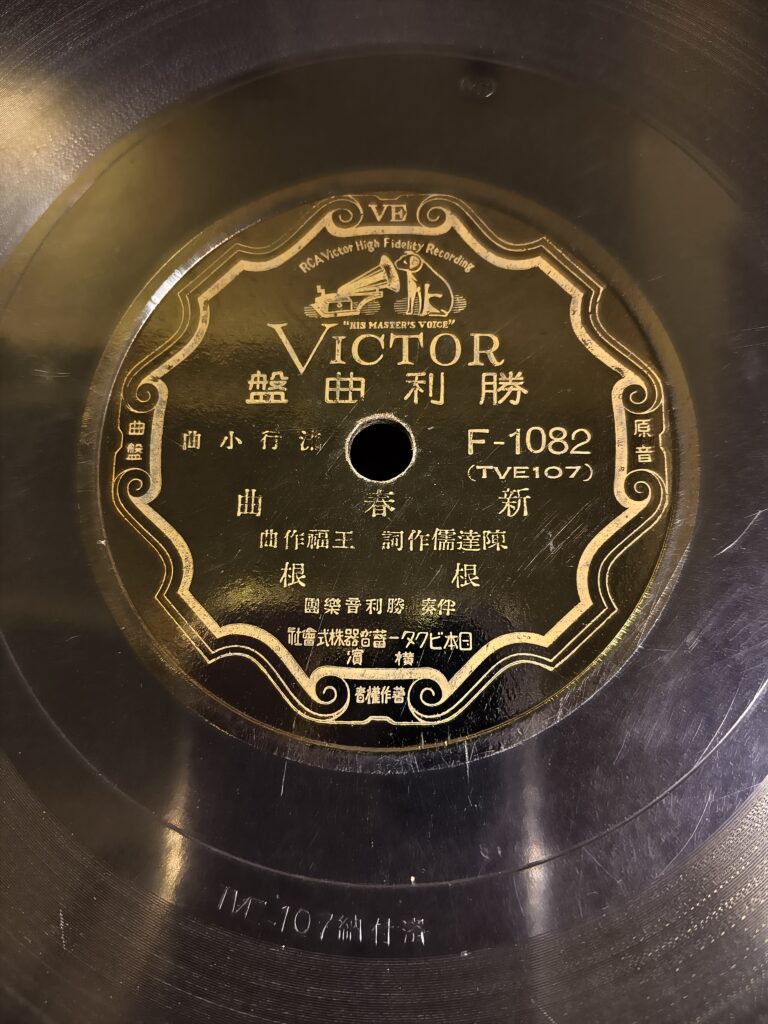 VE
RCA Victor High Fidelity Recording
"HIS MASTER'S VOICE"
VICTOR
勝利曲盤
原音
曲盤
F-1082
(TVE107)
流行小曲
新春曲
陳達儒作詞 王福作曲
根根
伴奏 勝利音樂團
日本ビクター蓄音器株式會社
橫濱
著作權者
107納付濟